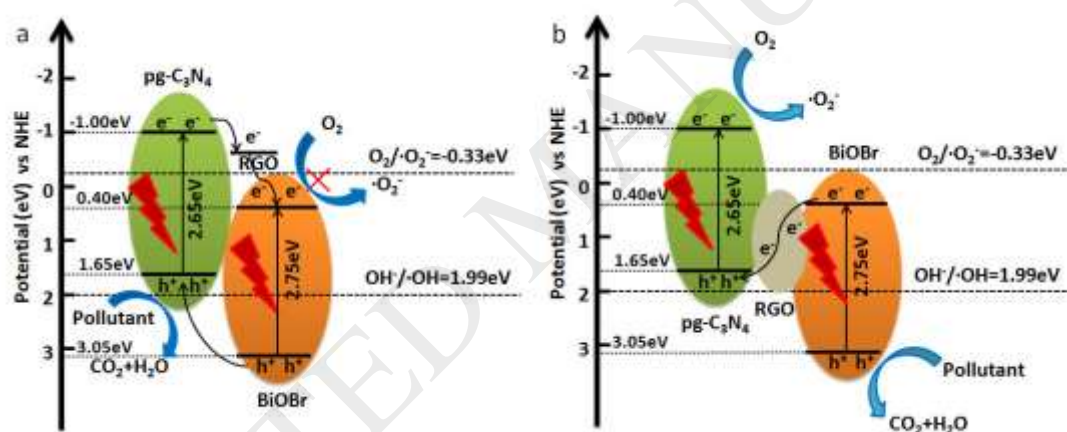 a
Potential (eV) vs NHE
-2
-1
0
1
2
3
pg-C₃N₄
-1.00eV
e⁻ e⁻
e⁻
RGO
O₂
O₂/·O₂⁻=-0.33eV
·O₂⁻
e⁻
e⁻ e⁻
0.40eV
2.65eV
2.75eV
1.65eV
h⁺ h⁺
OH⁻/·OH=1.99eV
Pollutant
CO₂+H₂O
3.05eV
h⁺ h⁺
BiOBr
b
Potential (eV) vs NHE
-2
-1
0
1
2
3
O₂
·O₂⁻
pg-C₃N₄
-1.00eV
e⁻ e⁻
BiOBr
O₂/·O₂⁻=-0.33eV
0.40eV
e⁻ e⁻
e⁻
e⁻
2.65eV
2.75eV
1.65eV
h⁺ h⁺
OH⁻/·OH=1.99eV
RGO
pg-C₃N₄
3.05eV
h⁺ h⁺
Pollutant
CO₂+H₂O